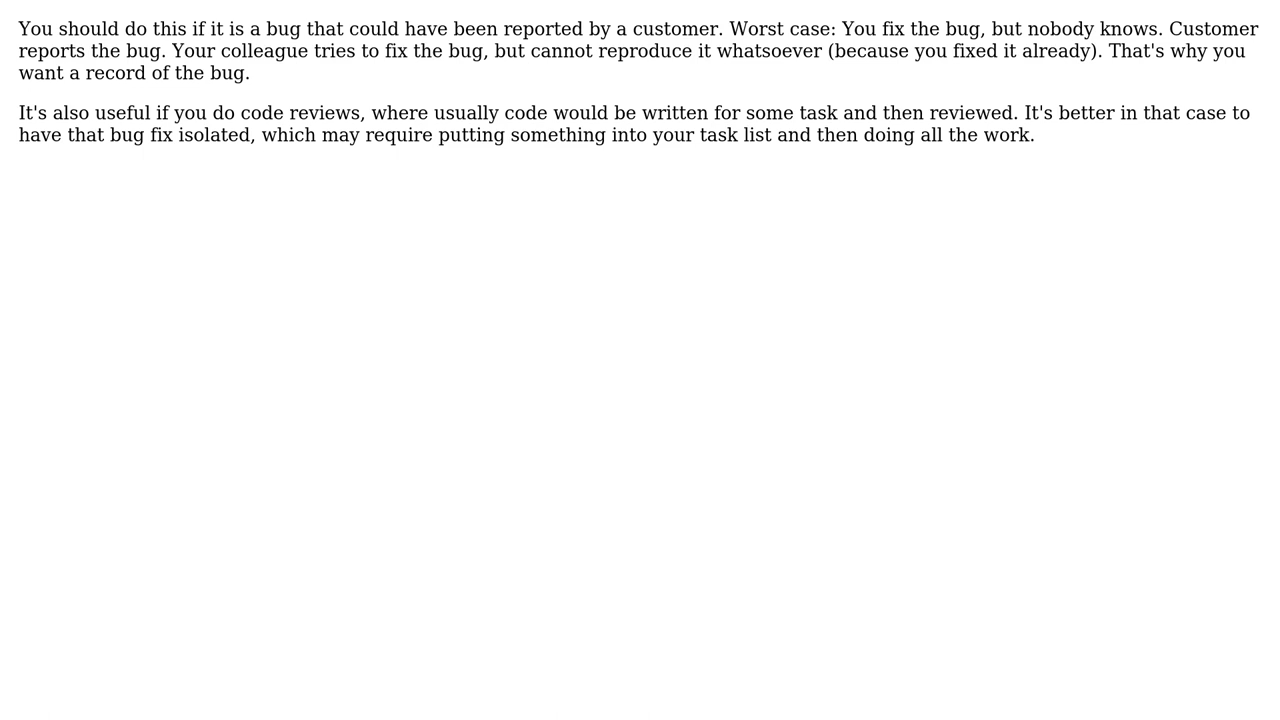 You should do this if it is a bug that could have been reported by a customer. Worst case: You fix the bug, but nobody knows. Customer
reports the bug. Your colleague tries to fix the bug, but cannot reproduce it whatsoever (because you fixed it already). That's why you
want a record of the bug.
It's also useful if you do code reviews, where usually code would be written for some task and then reviewed. It's better in that case to
have that bug fix isolated, which may require putting something into your task list and then doing all the work.